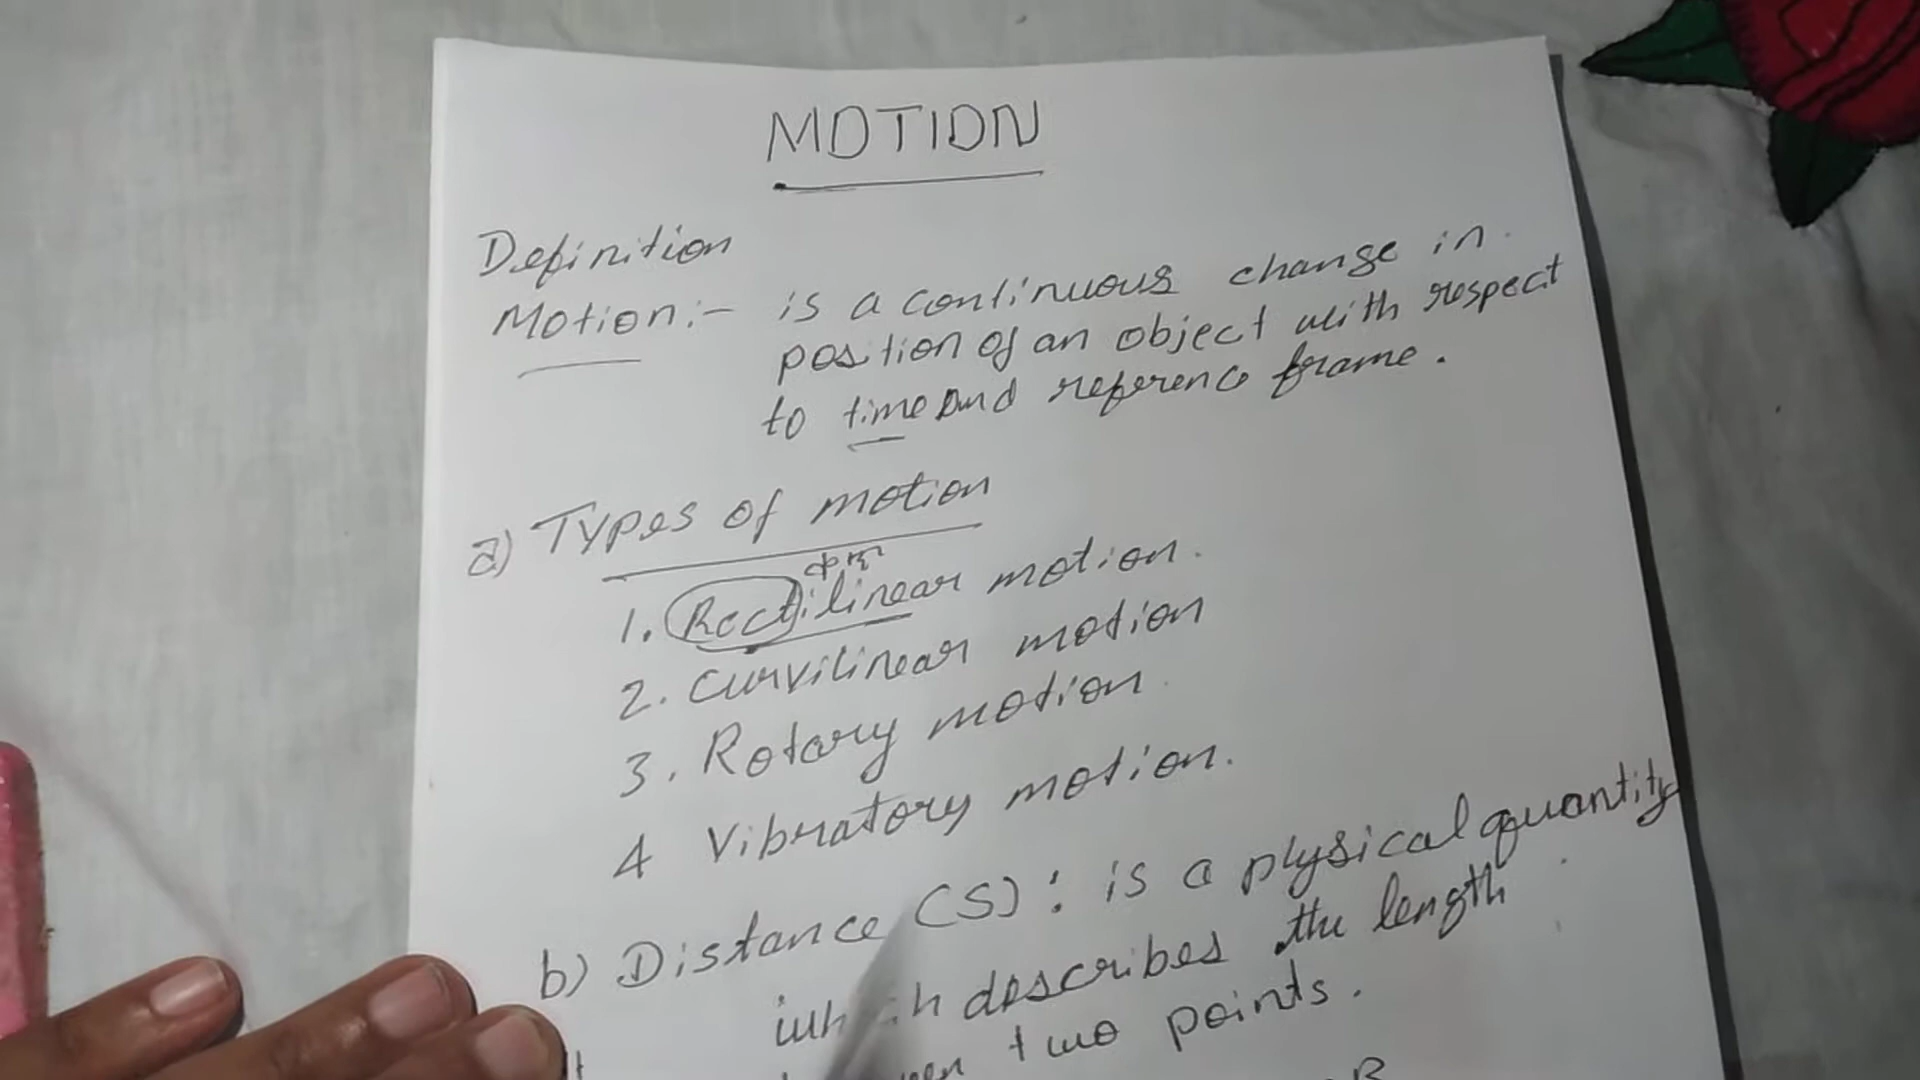 MOTION
Definition
Motion:- is a continuous change in
position of an object with respect
to time and reference frame.
a) Types of motion
1. Rectilinear motion.
2. Curvilinear motion
3. Rotary motion
4 Vibratory motion.
b) Distance (S): is a physical quantity
which describes the length
two points.
B